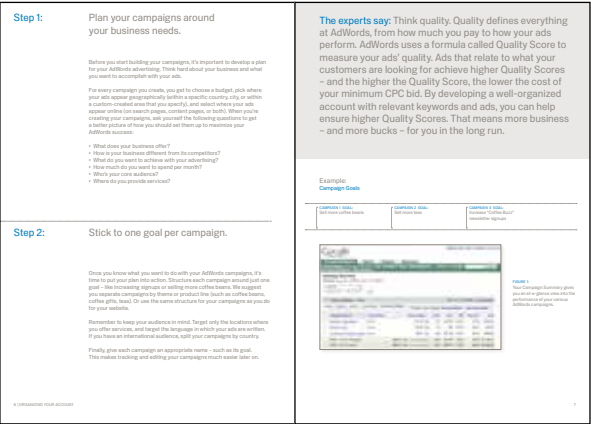 Step 1:
Plan your campaigns around
your business needs.
Before you start building your campaigns, it's important to develop a plan
for your AdWords advertising. Think hard about your business and what
you want to accomplish with your ads.
For every campaign you create, you get to choose a budget, pick where
your ads appear geographically (within a specific country, city, or within
a custom-created area that you specify), and select where your ads
appear online (on search pages, content pages, or both). When you're
creating your campaigns, ask yourself the following questions to get
a better picture of how you should set them up to maximize your
AdWords success:
• What does your business offer?
• How is your business different from its competitors?
• What do you want to achieve with your advertising?
• How much do you want to spend per month?
• Who's your core audience?
• Where do you provide services?
Step 2:
Stick to one goal per campaign.
Once you know what you want to do with your AdWords campaigns, it's
time to put your plan into action. Structure each campaign around just one
goal – like increasing signups or selling more coffee beans. We suggest
you separate campaigns by theme or product line (such as coffee beans,
coffee gifts, teas). Or use the same structure for your campaigns as you do
for your website.
Remember to keep your audience in mind. Target only the locations where
you offer services, and target the language in which your ads are written.
If you have an international audience, split your campaigns by country.
Finally, give each campaign an appropriate name – such as its goal.
This makes tracking and editing your campaigns much easier later on.
6 | ORGANIZING YOUR ACCOUNT
The experts say: Think quality. Quality defines everything
at AdWords, from how much you pay to how your ads
perform. AdWords uses a formula called Quality Score to
measure your ads' quality. Ads that relate to what your
customers are looking for achieve higher Quality Scores
– and the higher the Quality Score, the lower the cost of
your minimum CPC bid. By developing a well-organized
account with relevant keywords and ads, you can help
ensure higher Quality Scores. That means more business
– and more bucks – for you in the long run.
Example:
Campaign Goals
CAMPAIGN 1 GOAL:
Sell more coffee beans
CAMPAIGN 2 GOAL:
Sell more teas
CAMPAIGN 3 GOAL:
Increase "Coffee Buzz"
newsletter signups
Google
FIGURE 1
Your Campaign Summary gives
you an at-a-glance view into the
performance of your various
AdWords campaigns.
7